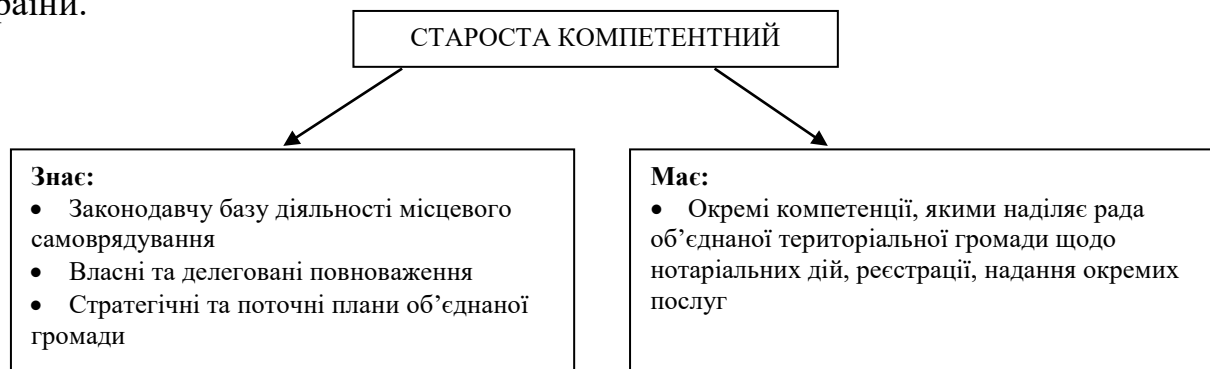 раїни.
СТАРОСТА КОМПЕТЕНТНИЙ
Знає:
• Законодавчу базу діяльності місцевого
самоврядування
• Власні та делеговані повноваження
• Стратегічні та поточні плани об’єднаної
громади
Має:
• Окремі компетенції, якими наділяє рада
об’єднаної територіальної громади щодо
нотаріальних дій, реєстрації, надання окремих
послуг